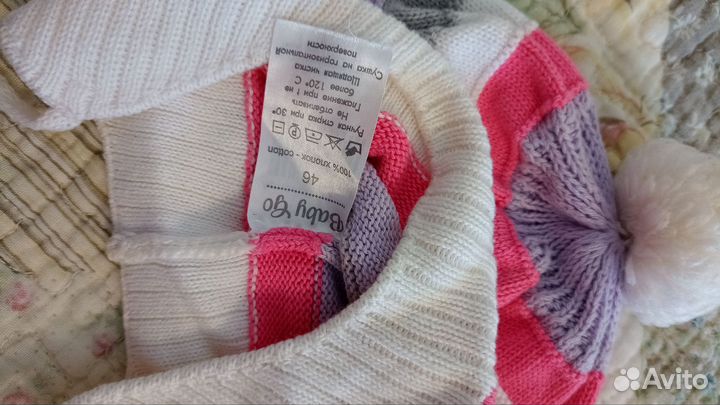 Baby Go
46
100% хлопок - cotton
Ручная стирка при 30°
Не отбеливать
Глажение при t не
более 120° C
Щадящая чистка
Сушка на горизонтальной
поверхности
Avito